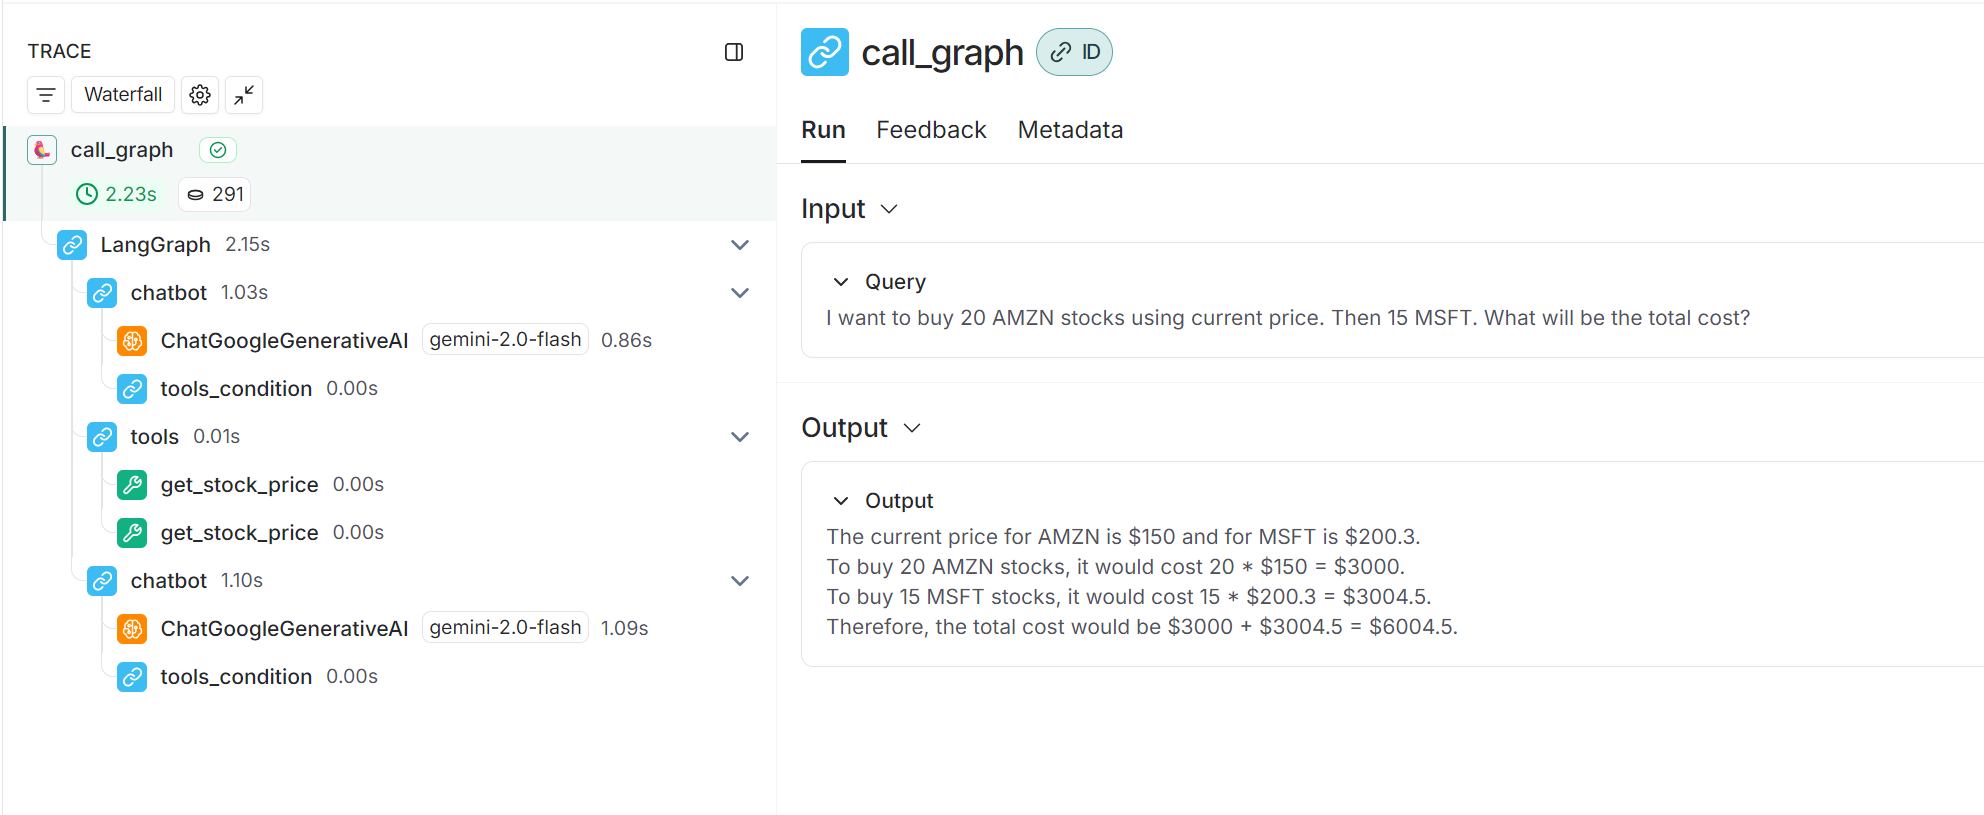 TRACE
Waterfall
call_graph
2.23s 291
LangGraph 2.15s
chatbot 1.03s
ChatGoogleGenerativeAI gemini-2.0-flash 0.86s
tools_condition 0.00s
tools 0.01s
get_stock_price 0.00s
get_stock_price 0.00s
chatbot 1.10s
ChatGoogleGenerativeAI gemini-2.0-flash 1.09s
tools_condition 0.00s
call_graph ID
Run Feedback Metadata
Input
Query
I want to buy 20 AMZN stocks using current price. Then 15 MSFT. What will be the total cost?
Output
Output
The current price for AMZN is $150 and for MSFT is $200.3.
To buy 20 AMZN stocks, it would cost 20 * $150 = $3000.
To buy 15 MSFT stocks, it would cost 15 * $200.3 = $3004.5.
Therefore, the total cost would be $3000 + $3004.5 = $6004.5.